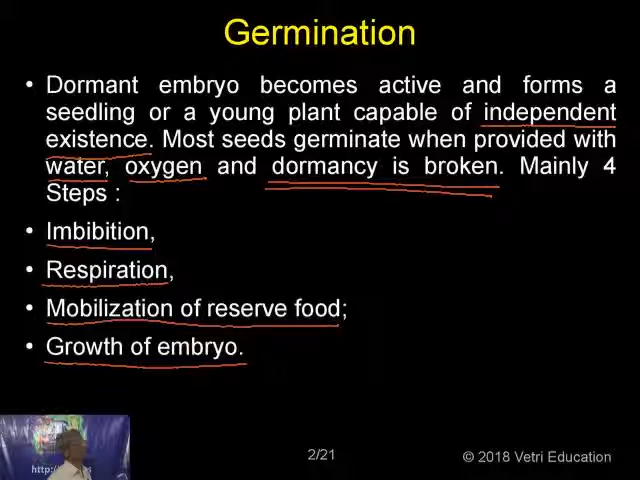 Germination
• Dormant embryo becomes active and forms a
seedling or a young plant capable of independent
existence. Most seeds germinate when provided with
water, oxygen and dormancy is broken. Mainly 4
Steps :
• Imbibition,
• Respiration,
• Mobilization of reserve food;
• Growth of embryo.
2/21
© 2018 Vetri Education